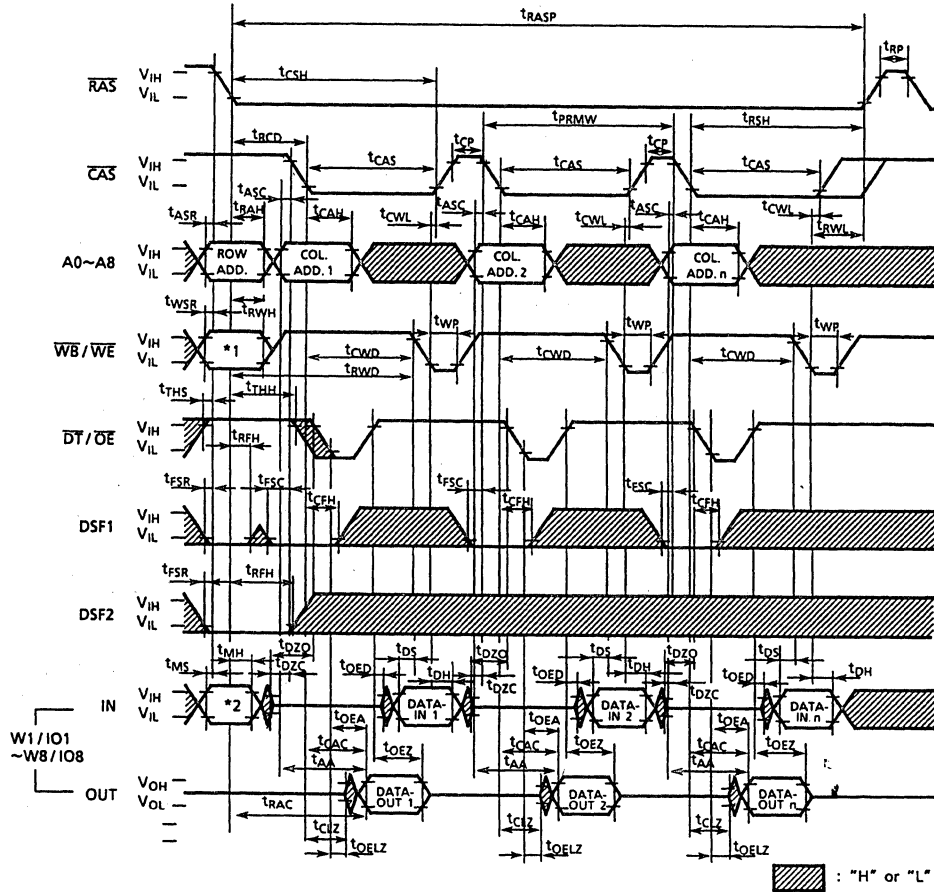 tRASP
tRP
tCSH
RAS VIH
VIL
tPRMW tRSH
tRCD tCP tCP
CAS VIH
VIL
tCAS tCAS tCAS
tASC tASC tASC
tASR tRAH tCAH tCWL tCAH tCWL tCAH tCWL
tRWL
A0~A8 VIH
VIL
ROW ADD.
COL. ADD. 1
COL. ADD. 2
COL. ADD. n
tWSR tRWH
tWP tWP tWP
WB / WE VIH
VIL
*1
tCWD tCWD tCWD
tRWD
tTHS tTHH
DT / OE VIH
VIL
tRFH
tFSR tFSC tFSC tFSC
tCFH tCFH tCFH
DSF1 VIH
VIL
tFSR tRFH
DSF2 VIH
VIL
tDZO tDZO tDZO
tMH tDS tDS tDS
tMS tDZC tOED tDH tDZC tOED tDH tDZC tOED tDH
IN VIH
VIL
*2
DATA-IN 1
DATA-IN 2
DATA-IN n
W1 / IO1
~W8 / IO8
tOEA tOEA tOEA
tCAC tOEZ tCAC tOEZ tCAC tOEZ
tAA tAA tAA
OUT VOH
VOL
DATA-OUT 1
DATA-OUT 2
DATA-OUT n
tRAC
tCLZ tCLZ tCLZ
tOELZ tOELZ tOELZ
: "H" or "L"